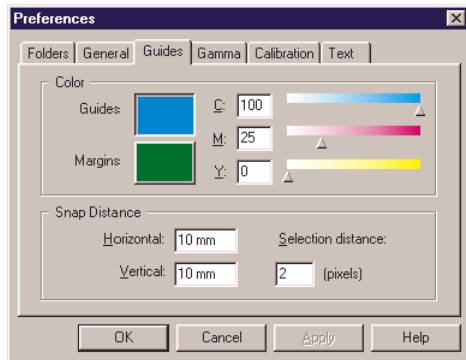 Preferences
Folders General Guides Gamma Calibration Text
Color
Guides
C: 100
M: 25
Margins
Y: 0
Snap Distance
Horizontal: 10 mm Selection distance:
Vertical: 10 mm 2 (pixels)
OK Cancel Apply Help